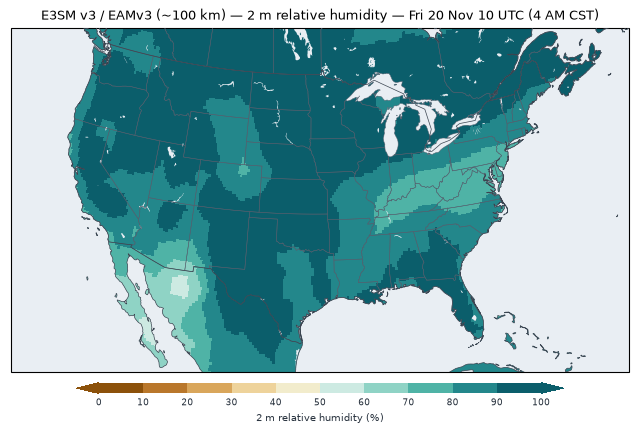 E3SM v3 / EAMv3 (~100 km) — 2 m relative humidity — Fri 20 Nov 10 UTC (4 AM CST)
0 10 20 30 40 50 60 70 80 90 100
2 m relative humidity (%)